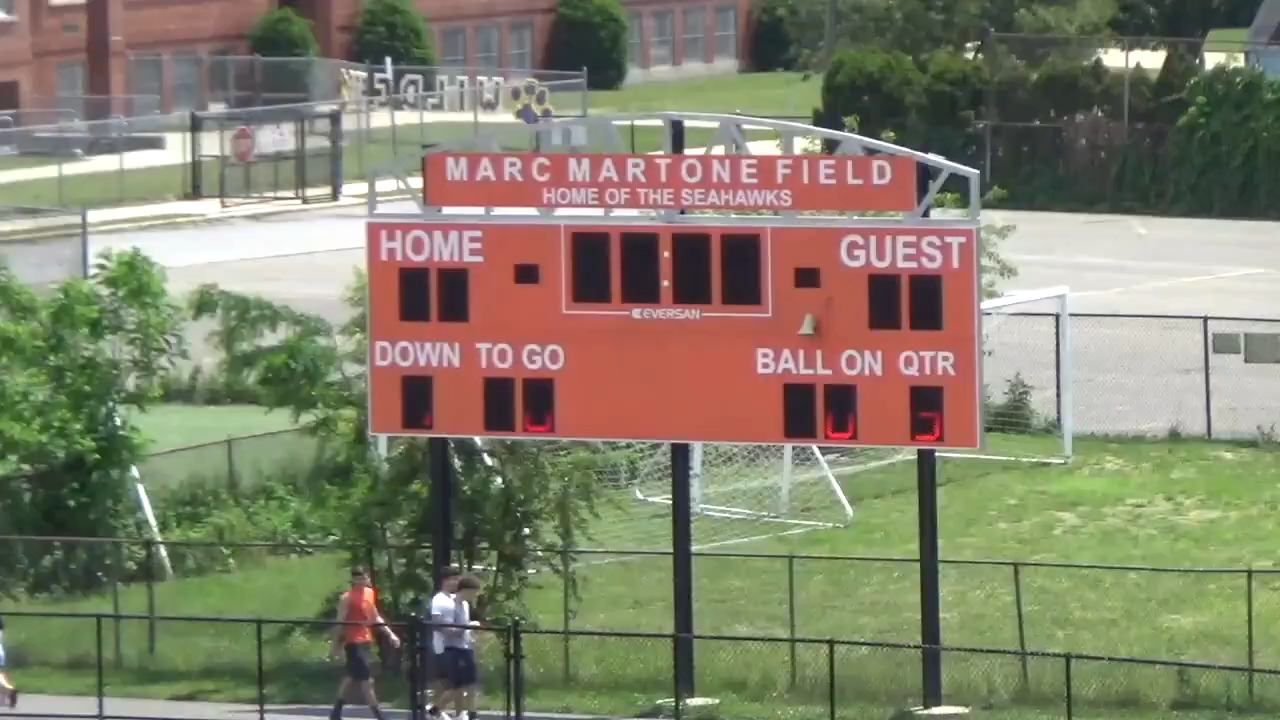 MARC MARTONE FIELD
HOME OF THE SEAHAWKS
HOME
GUEST
EVERSAN
DOWN TO GO
BALL ON QTR